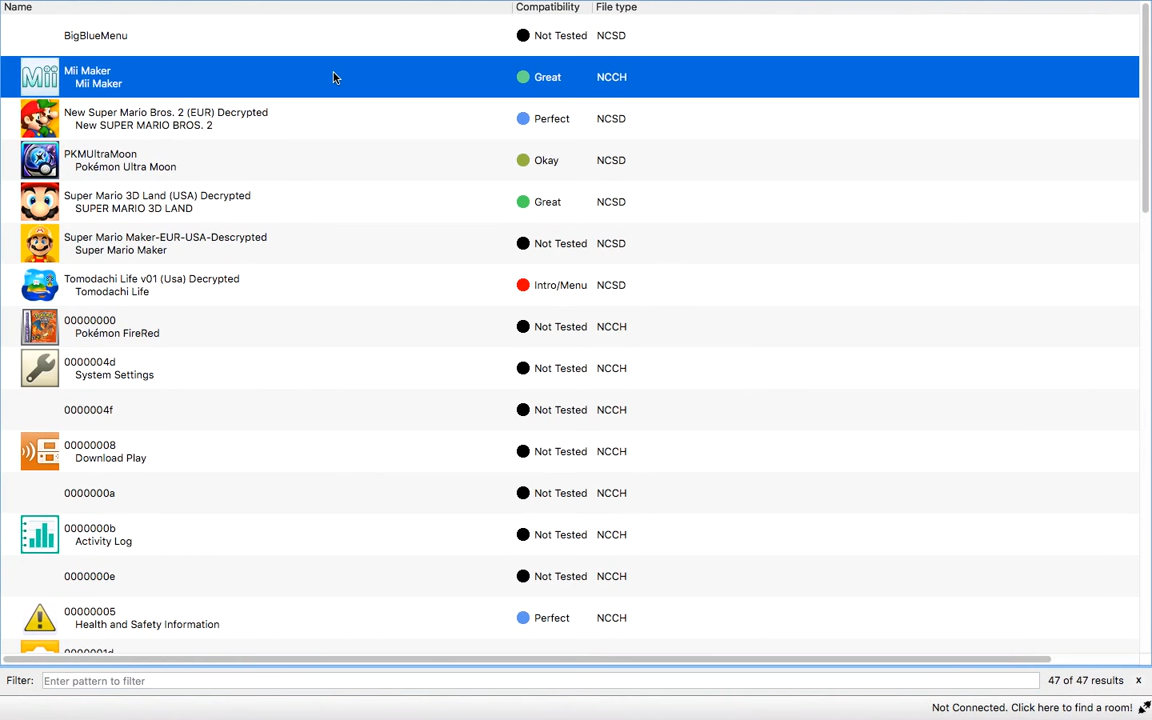 Name Compatibility File type
BigBlueMenu Not Tested NCSD
Mii
Mii Maker
Mii Maker
Great NCCH
New Super Mario Bros. 2 (EUR) Decrypted
New SUPER MARIO BROS. 2
Perfect NCSD
PKMUltraMoon
Pokémon Ultra Moon
Okay NCSD
Super Mario 3D Land (USA) Decrypted
SUPER MARIO 3D LAND
Great NCSD
Super Mario Maker-EUR-USA-Descrypted
Super Mario Maker
Not Tested NCSD
Tomodachi Life v01 (Usa) Decrypted
Tomodachi Life
Intro/Menu NCSD
00000000
Pokémon FireRed
Not Tested NCCH
0000004d
System Settings
Not Tested NCCH
0000004f Not Tested NCCH
00000008
Download Play
Not Tested NCCH
0000000a Not Tested NCCH
0000000b
Activity Log
Not Tested NCCH
0000000e Not Tested NCCH
00000005
Health and Safety Information
Perfect NCCH
0000001d
Filter: Enter pattern to filter 47 of 47 results x
Not Connected. Click here to find a room!